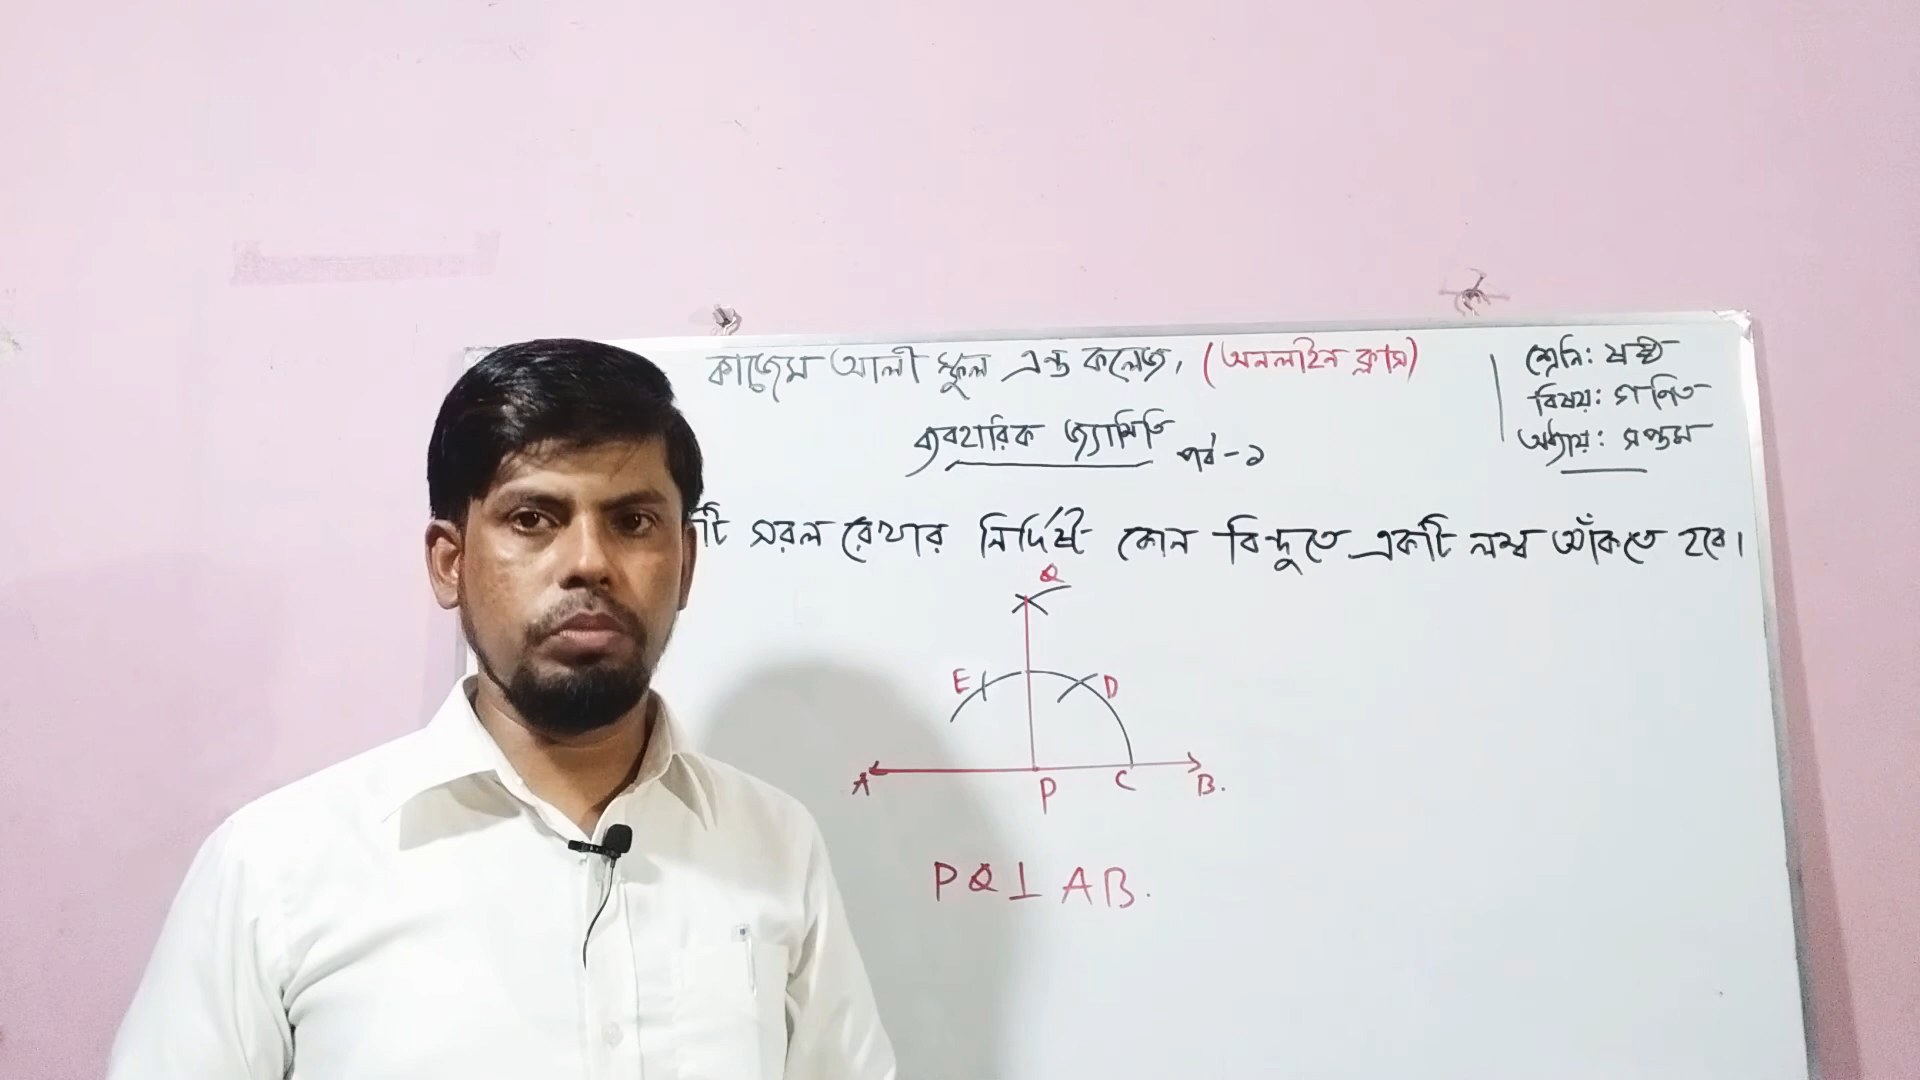 কাজেম আলী স্কুল এন্ড কলেজ, (অনলাইন ক্লাস)
ব্যবহারিক জ্যামিতি পর্ব - ১
শ্রেনি: ষষ্ঠ
বিষয়: গণিত
অধ্যায়: সপ্তম
টি সরল রেখার নির্দিষ্ট কোন বিন্দুতে একটি লম্ব আঁকতে হবে।
Q
E D
A P C B.
PQ ⊥ AB.